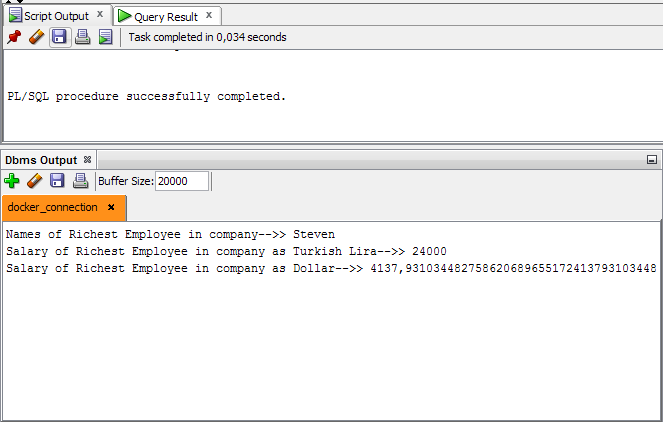 Script Output x Query Result x
Task completed in 0,034 seconds
PL/SQL procedure successfully completed.
Dbms Output
Buffer Size: 20000
docker_connection x
Names of Richest Employee in company-->> Steven
Salary of Richest Employee in company as Turkish Lira-->> 24000
Salary of Richest Employee in company as Dollar-->> 4137,93103448275862068965517241379310344​8